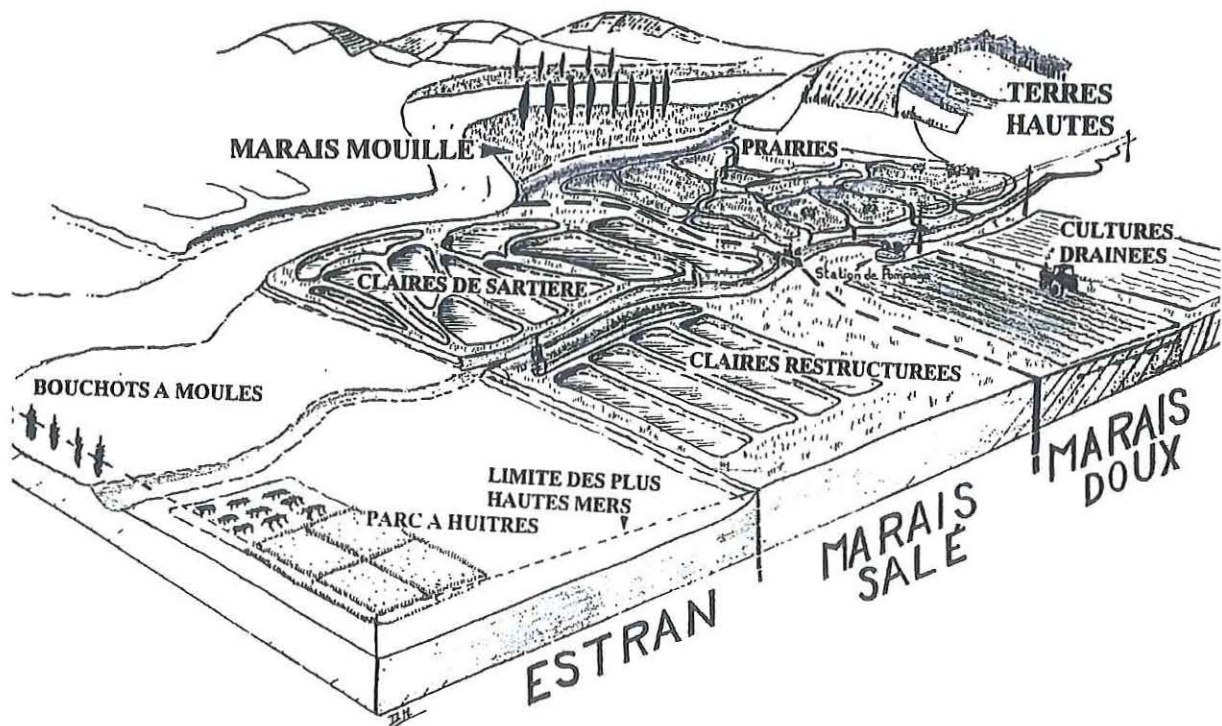 TERRES
HAUTES
MARAIS MOUILLÉ
PRAIRIES
CULTURES
DRAINEES
Station de Pompage
CLAIRES DE SARTIERE
CLAIRES RESTRUCTUREES
BOUCHOTS A MOULES
LIMITE DES PLUS
HAUTES MERS
PARC A HUITRES
MARAIS
DOUX
MARAIS
SALÉ
ESTRAN